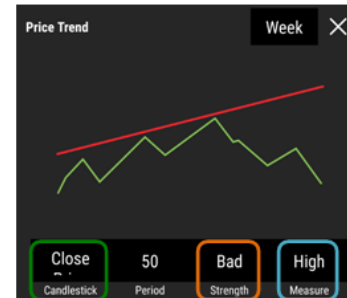 Price Trend
Week
Close 50 Bad High
Candlestick Period Strength Measure